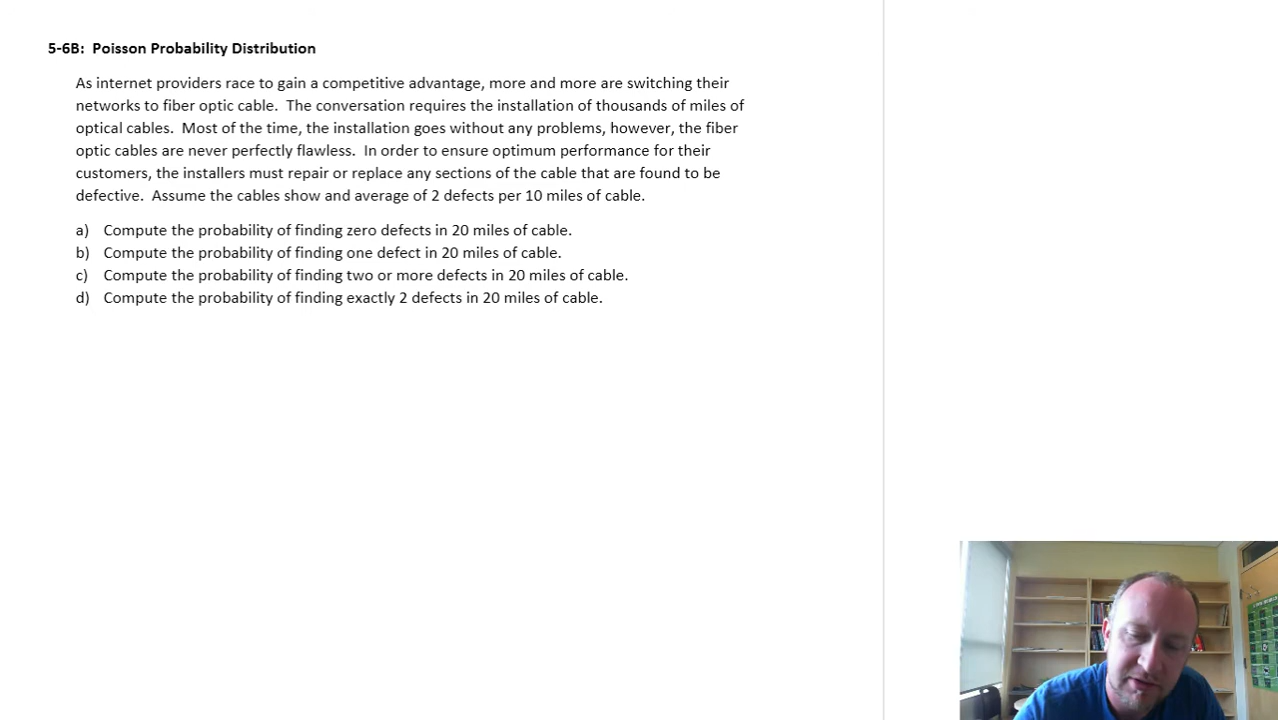 5-6B:  Poisson Probability Distribution
As internet providers race to gain a competitive advantage, more and more are switching their
networks to fiber optic cable.  The conversation requires the installation of thousands of miles of
optical cables.  Most of the time, the installation goes without any problems, however, the fiber
optic cables are never perfectly flawless.  In order to ensure optimum performance for their
customers, the installers must repair or replace any sections of the cable that are found to be
defective.  Assume the cables show and average of 2 defects per 10 miles of cable.
a)  Compute the probability of finding zero defects in 20 miles of cable.
b)  Compute the probability of finding one defect in 20 miles of cable.
c)  Compute the probability of finding two or more defects in 20 miles of cable.
d)  Compute the probability of finding exactly 2 defects in 20 miles of cable.